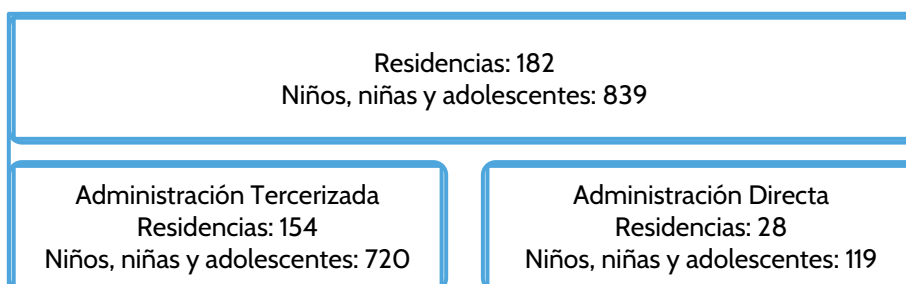 Residencias: 182
Niños, niñas y adolescentes: 839
Administración Tercerizada
Residencias: 154
Niños, niñas y adolescentes: 720
Administración Directa
Residencias: 28
Niños, niñas y adolescentes: 119